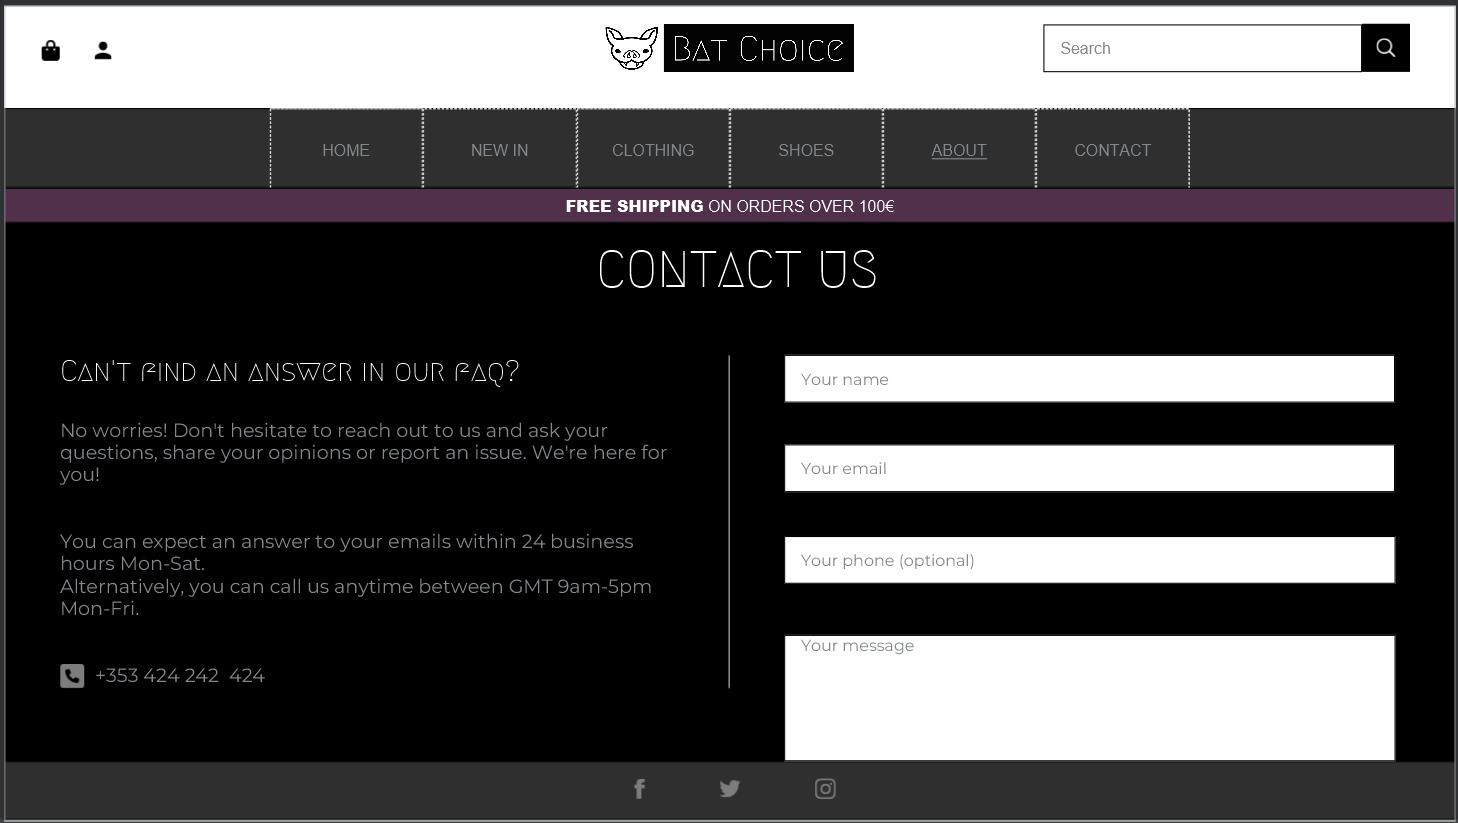 Bat Choice
Search
HOME
NEW IN
CLOTHING
SHOES
ABOUT
CONTACT
FREE SHIPPING ON ORDERS OVER 100€
CONTACT US
Can't find an answer in our FAQ?
No worries! Don't hesitate to reach out to us and ask your
questions, share your opinions or report an issue. We're here for
you!
You can expect an answer to your emails within 24 business
hours Mon-Sat.
Alternatively, you can call us anytime between GMT 9am-5pm
Mon-Fri.
+353 424 242  424
Your name
Your email
Your phone (optional)
Your message